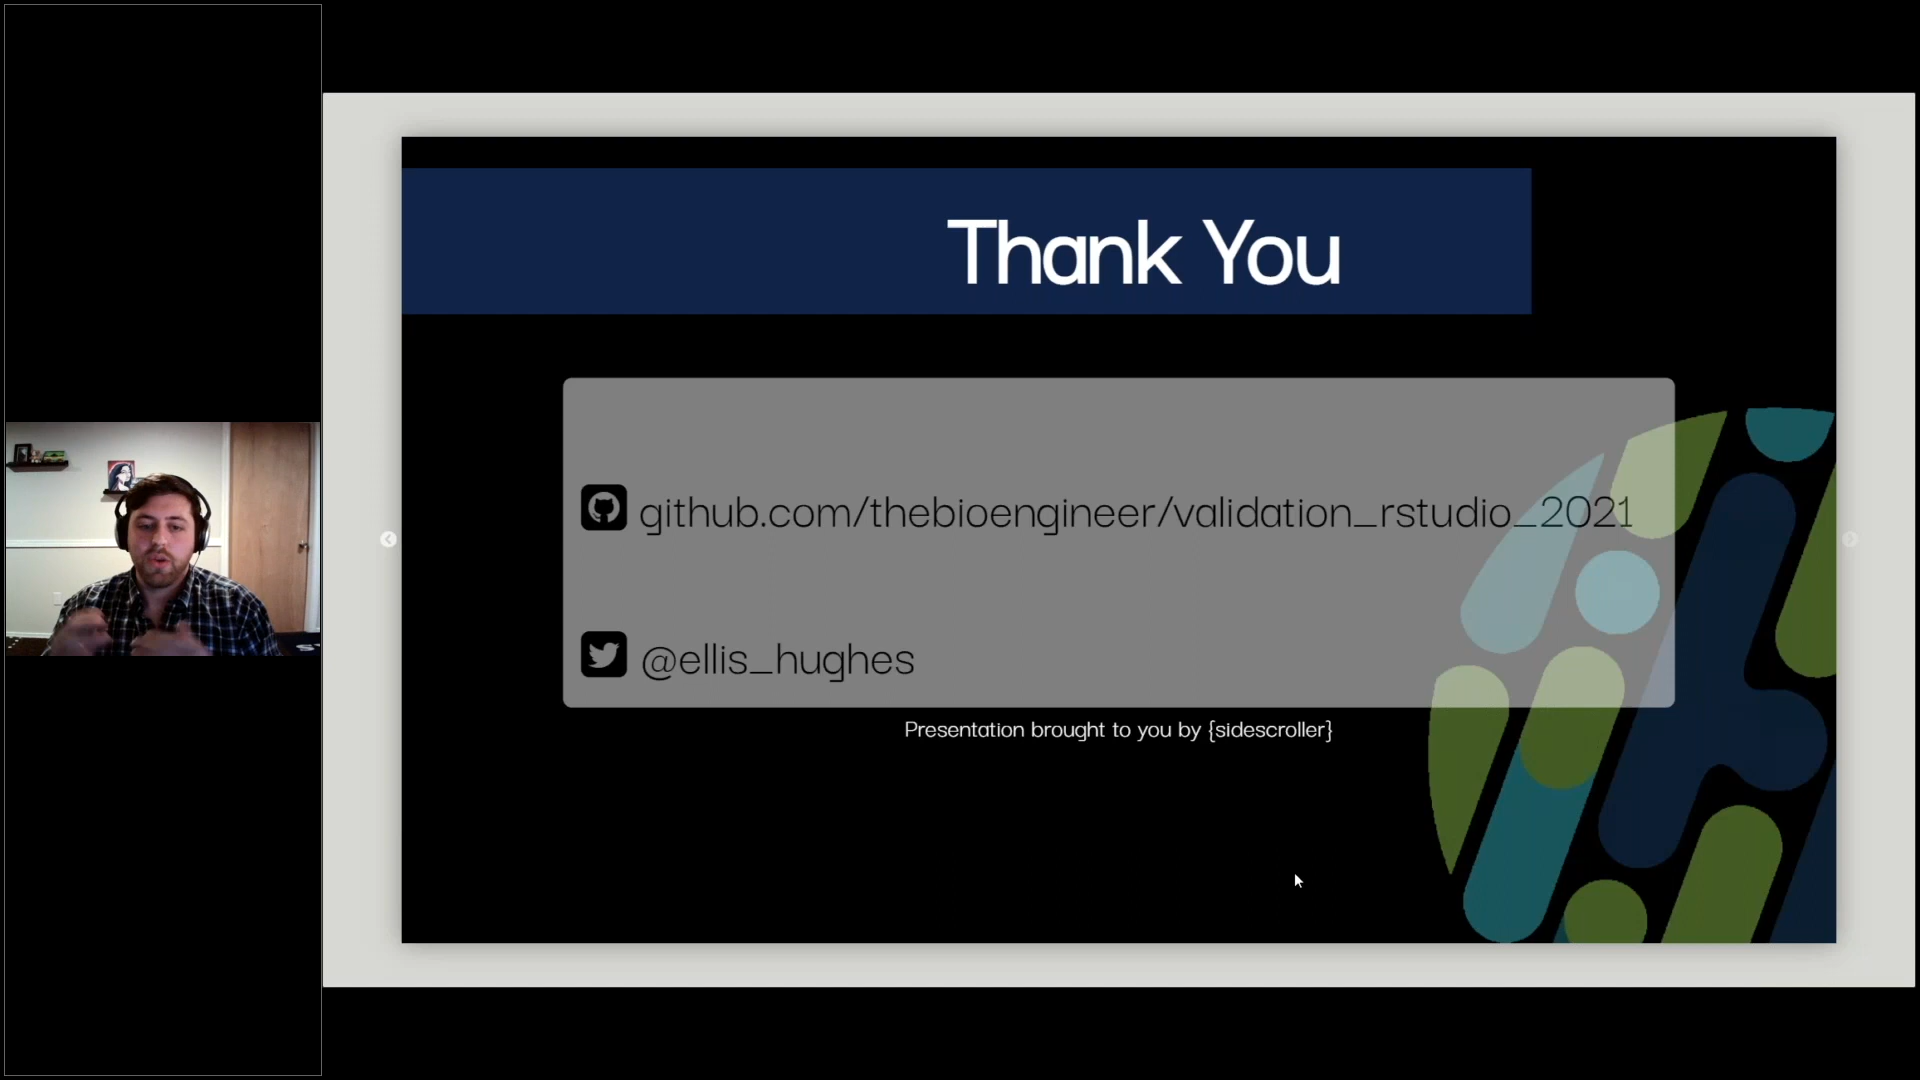 Thank You
github.com/thebioengineer/validation_rstudio_2021
@ellis_hughes
Presentation brought to you by {sidescroller}